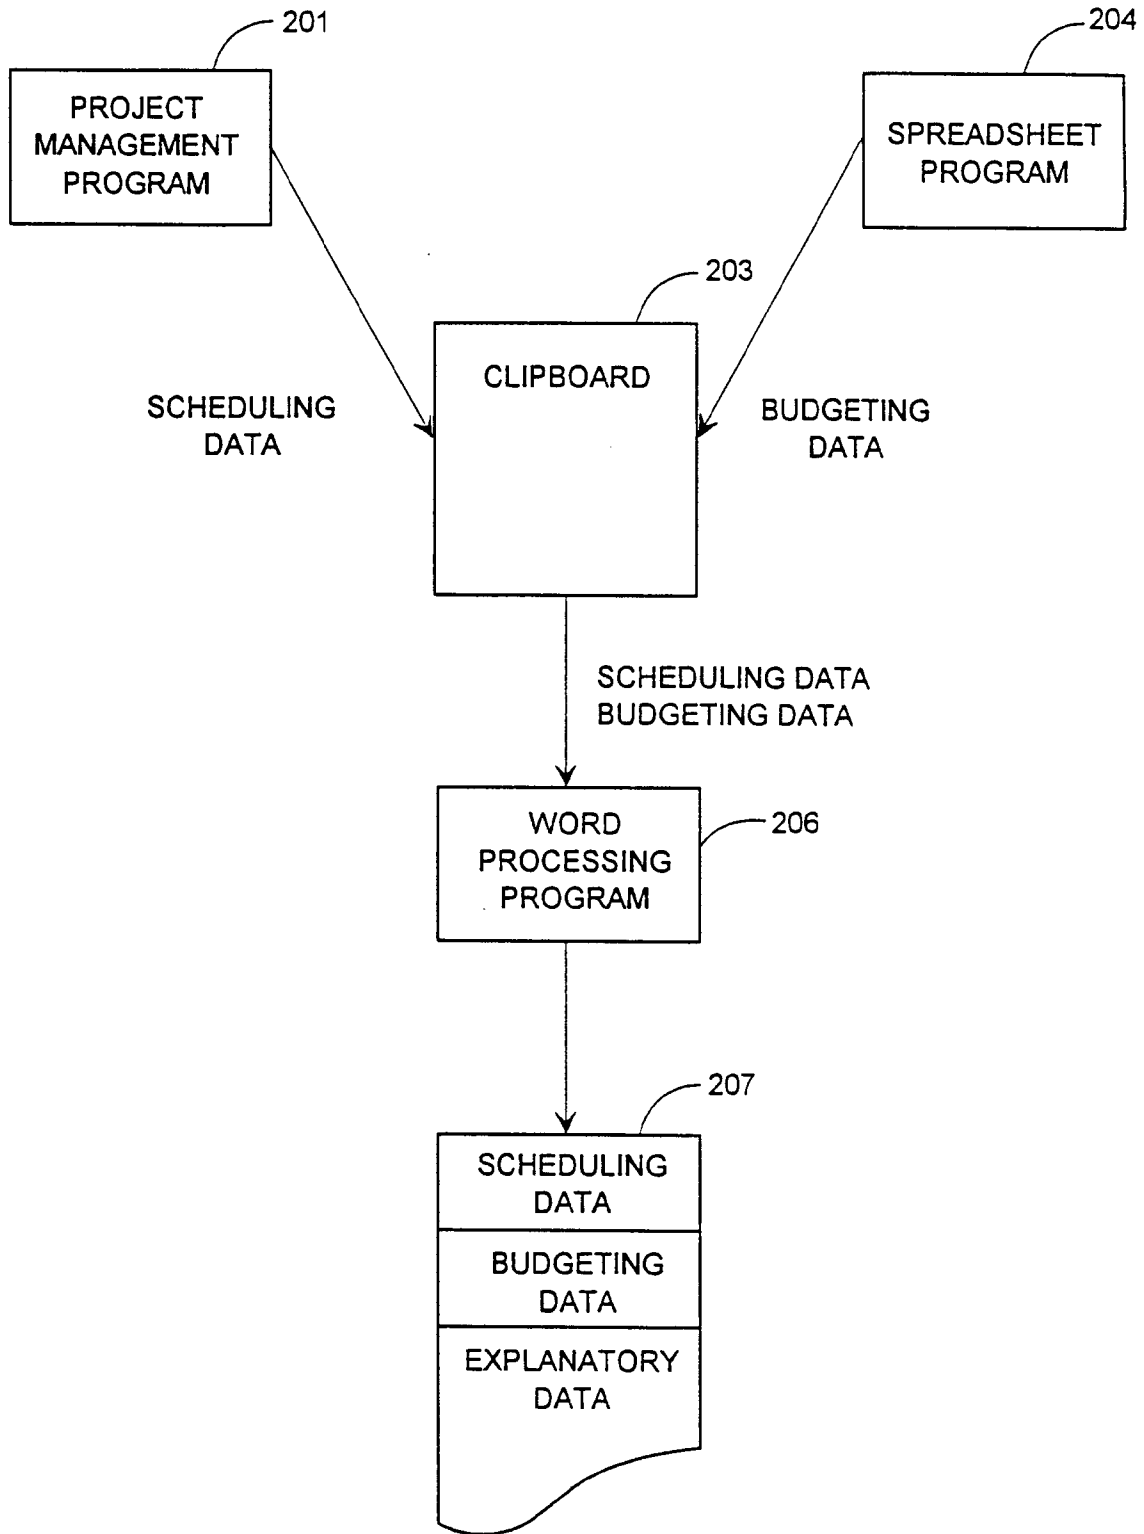 201
204
PROJECT
MANAGEMENT
PROGRAM
SPREADSHEET
PROGRAM
203
CLIPBOARD
SCHEDULING
DATA
BUDGETING
DATA
SCHEDULING DATA
BUDGETING DATA
WORD
PROCESSING
PROGRAM
206
207
SCHEDULING
DATA
BUDGETING
DATA
EXPLANATORY
DATA